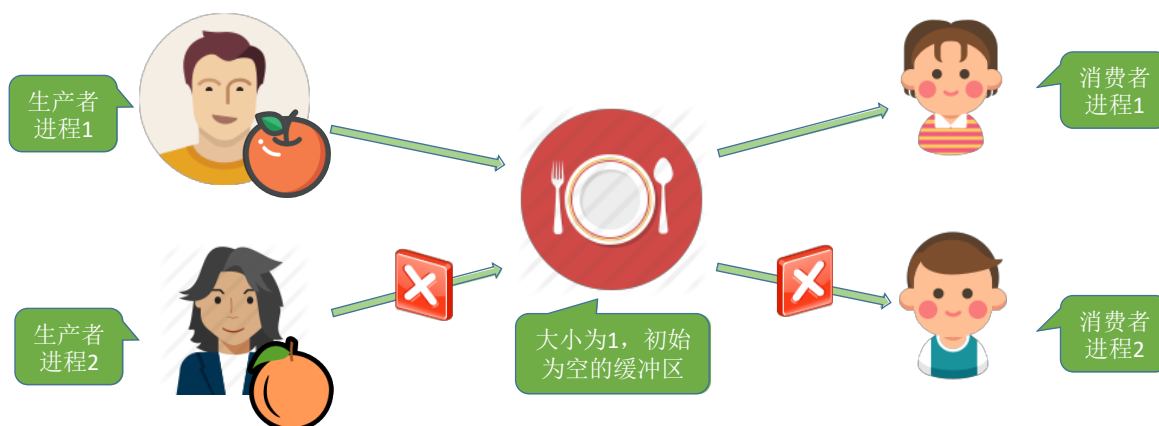 生产者
进程1
消费者
进程1
生产者
进程2
大小为1，初始
为空的缓冲区
消费者
进程2